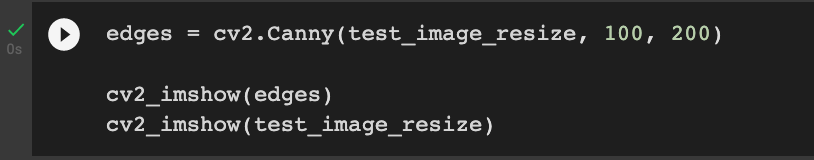 edges = cv2.Canny(test_image_resize, 100, 200)
0s
cv2_imshow(edges)
cv2_imshow(test_image_resize)